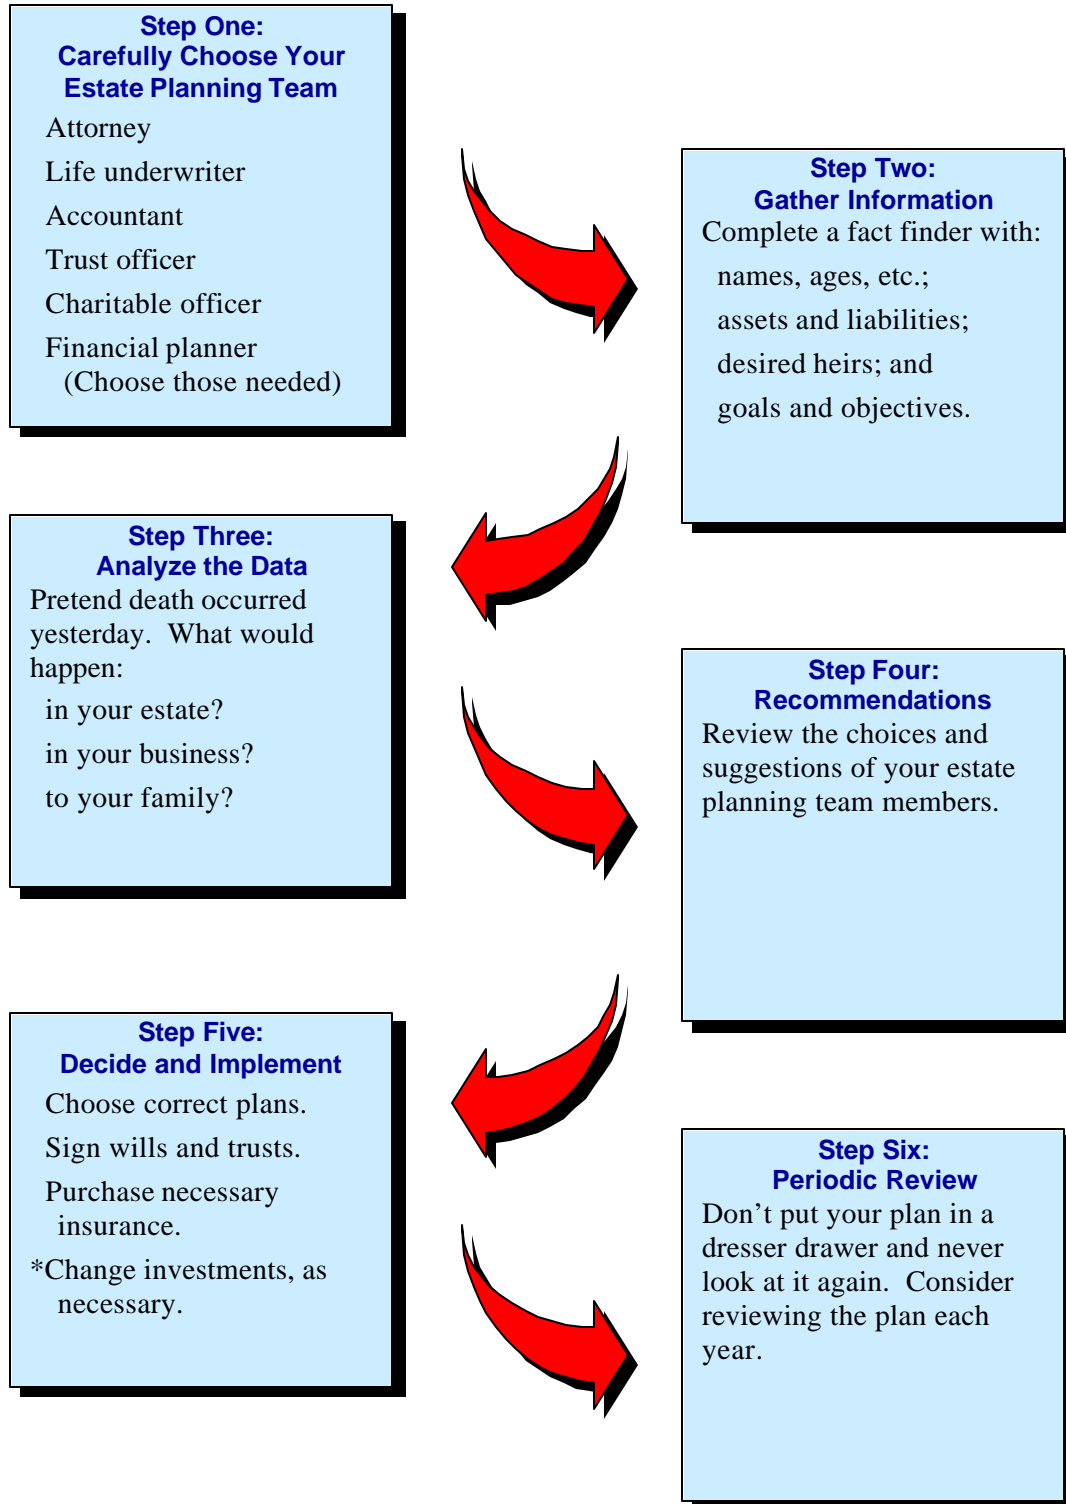 Step One:
Carefully Choose Your
Estate Planning Team
Attorney
Life underwriter
Accountant
Trust officer
Charitable officer
Financial planner
(Choose those needed)
Step Two:
Gather Information
Complete a fact finder with:
names, ages, etc.;
assets and liabilities;
desired heirs; and
goals and objectives.
Step Three:
Analyze the Data
Pretend death occurred
yesterday.  What would
happen:
in your estate?
in your business?
to your family?
Step Four:
Recommendations
Review the choices and
suggestions of your estate
planning team members.
Step Five:
Decide and Implement
Choose correct plans.
Sign wills and trusts.
Purchase necessary
insurance.
*Change investments, as
necessary.
Step Six:
Periodic Review
Don’t put your plan in a
dresser drawer and never
look at it again.  Consider
reviewing the plan each
year.